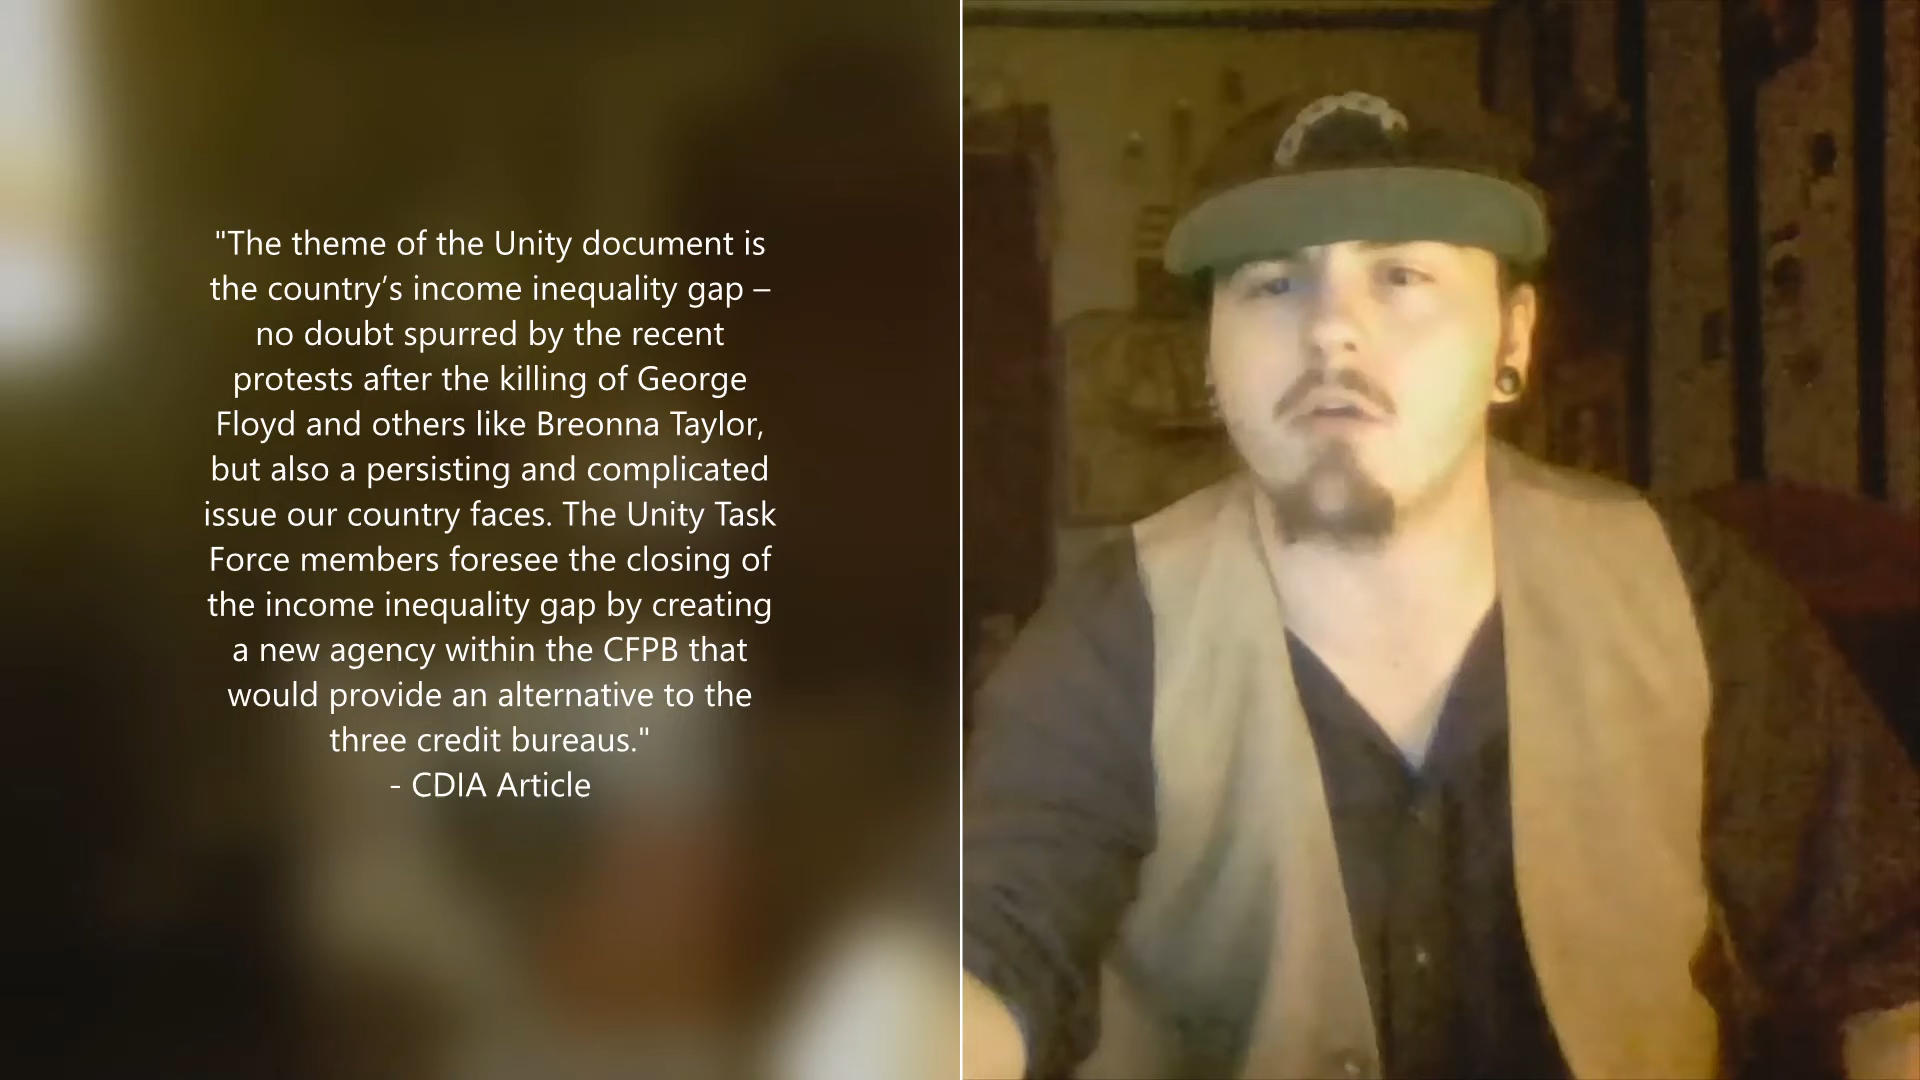 "The theme of the Unity document is
the country’s income inequality gap –
no doubt spurred by the recent
protests after the killing of George
Floyd and others like Breonna Taylor,
but also a persisting and complicated
issue our country faces. The Unity Task
Force members foresee the closing of
the income inequality gap by creating
a new agency within the CFPB that
would provide an alternative to the
three credit bureaus."
- CDIA Article